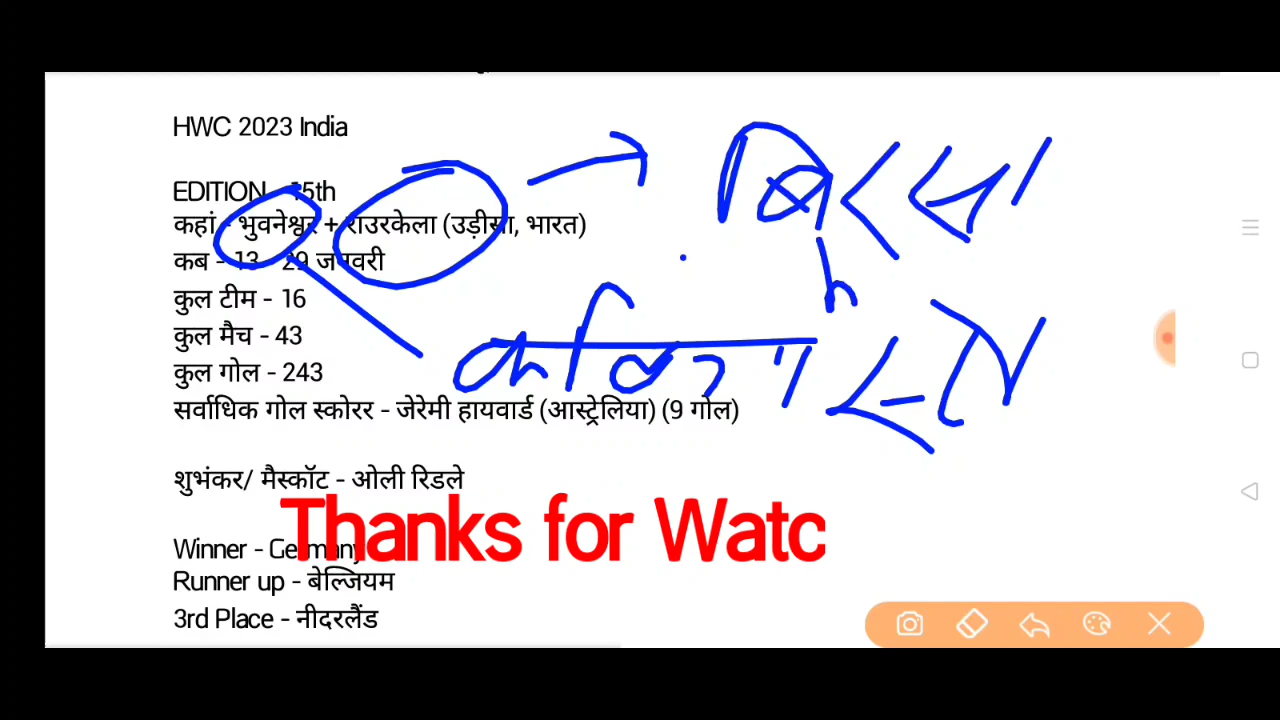 HWC 2023 India
EDITION - 15th
कहां - भुवनेश्वर + राउरकेला (उड़ीसा, भारत)
कब - 13 - 29 जनवरी
कुल टीम - 16
कुल मैच - 43
कुल गोल - 243
सर्वाधिक गोल स्कोरर - जेरेमी हायवार्ड (आस्ट्रेलिया) (9 गोल)
शुभंकर/ मैस्कॉट - ओली रिडले
Thanks for Watc
Winner - Germany
Runner up - बेल्जियम
3rd Place - नीदरलैंड